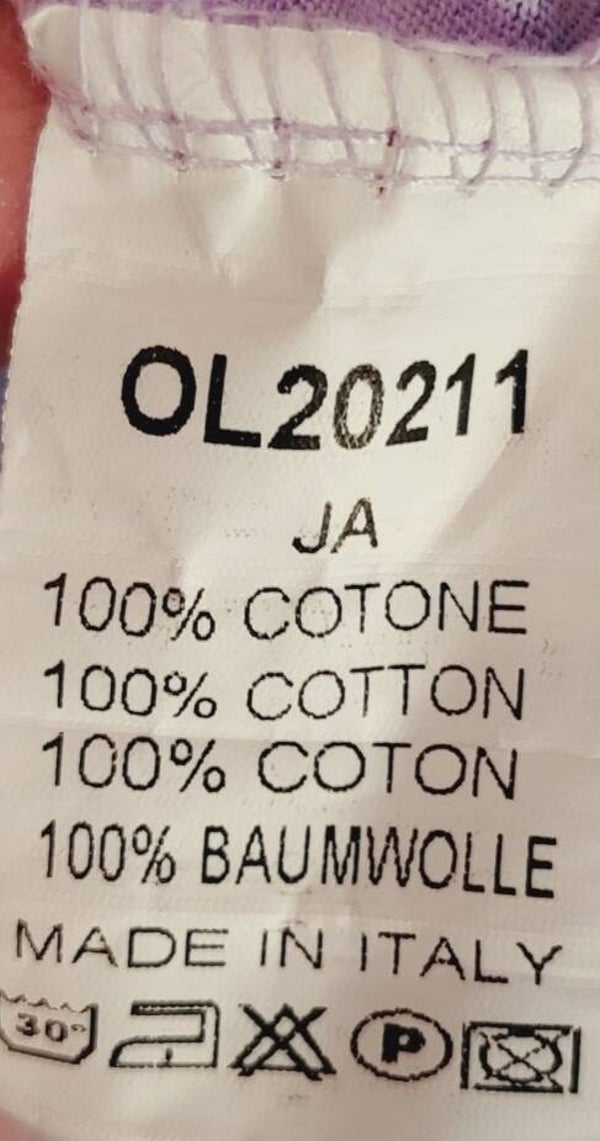 OL20211
JA
100% COTONE
100% COTTON
100% COTON
100% BAUMWOLLE
MADE IN ITALY
30° P